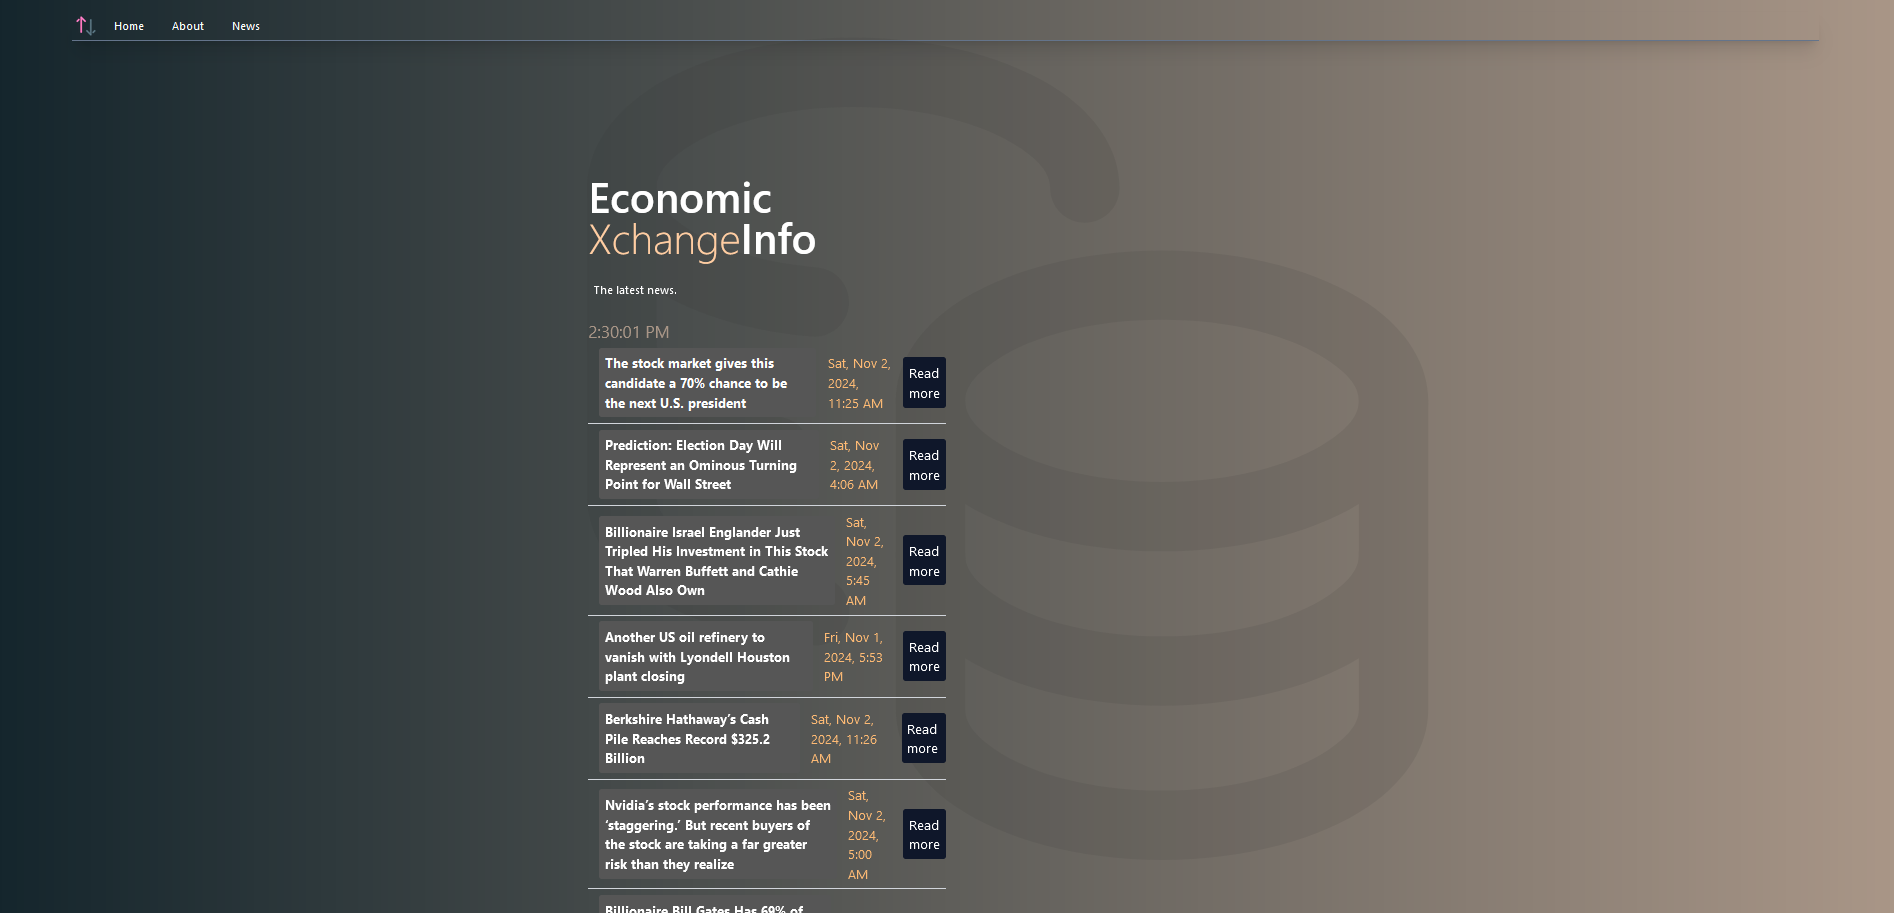 Home About News
Economic
XchangeInfo
The latest news.
2:30:01 PM
The stock market gives this
candidate a 70% chance to be
the next U.S. president
Sat, Nov 2,
2024,
11:25 AM
Read
more
Prediction: Election Day Will
Represent an Ominous Turning
Point for Wall Street
Sat, Nov
2, 2024,
4:06 AM
Read
more
Billionaire Israel Englander Just
Tripled His Investment in This Stock
That Warren Buffett and Cathie
Wood Also Own
Sat,
Nov 2,
2024,
5:45
AM
Read
more
Another US oil refinery to
vanish with Lyondell Houston
plant closing
Fri, Nov 1,
2024, 5:53
PM
Read
more
Berkshire Hathaway’s Cash
Pile Reaches Record $325.2
Billion
Sat, Nov 2,
2024, 11:26
AM
Read
more
Nvidia’s stock performance has been
‘staggering.’ But recent buyers of
the stock are taking a far greater
risk than they realize
Sat,
Nov 2,
2024,
5:00
AM
Read
more
Billionaire Bill Gates Has 69% of